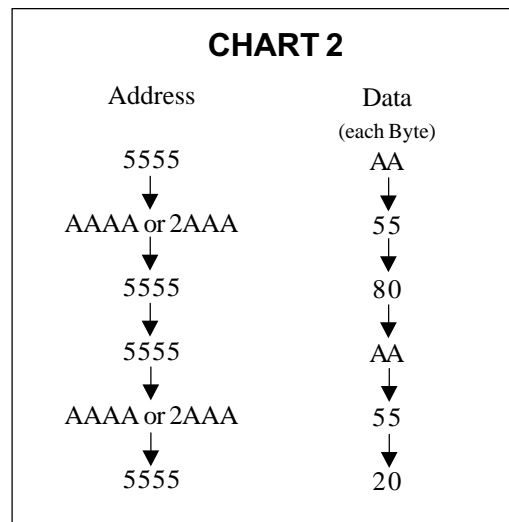 CHART 2
Address Data
(each Byte)
5555 AA
AAAA or 2AAA 55
5555 80
5555 AA
AAAA or 2AAA 55
5555 20